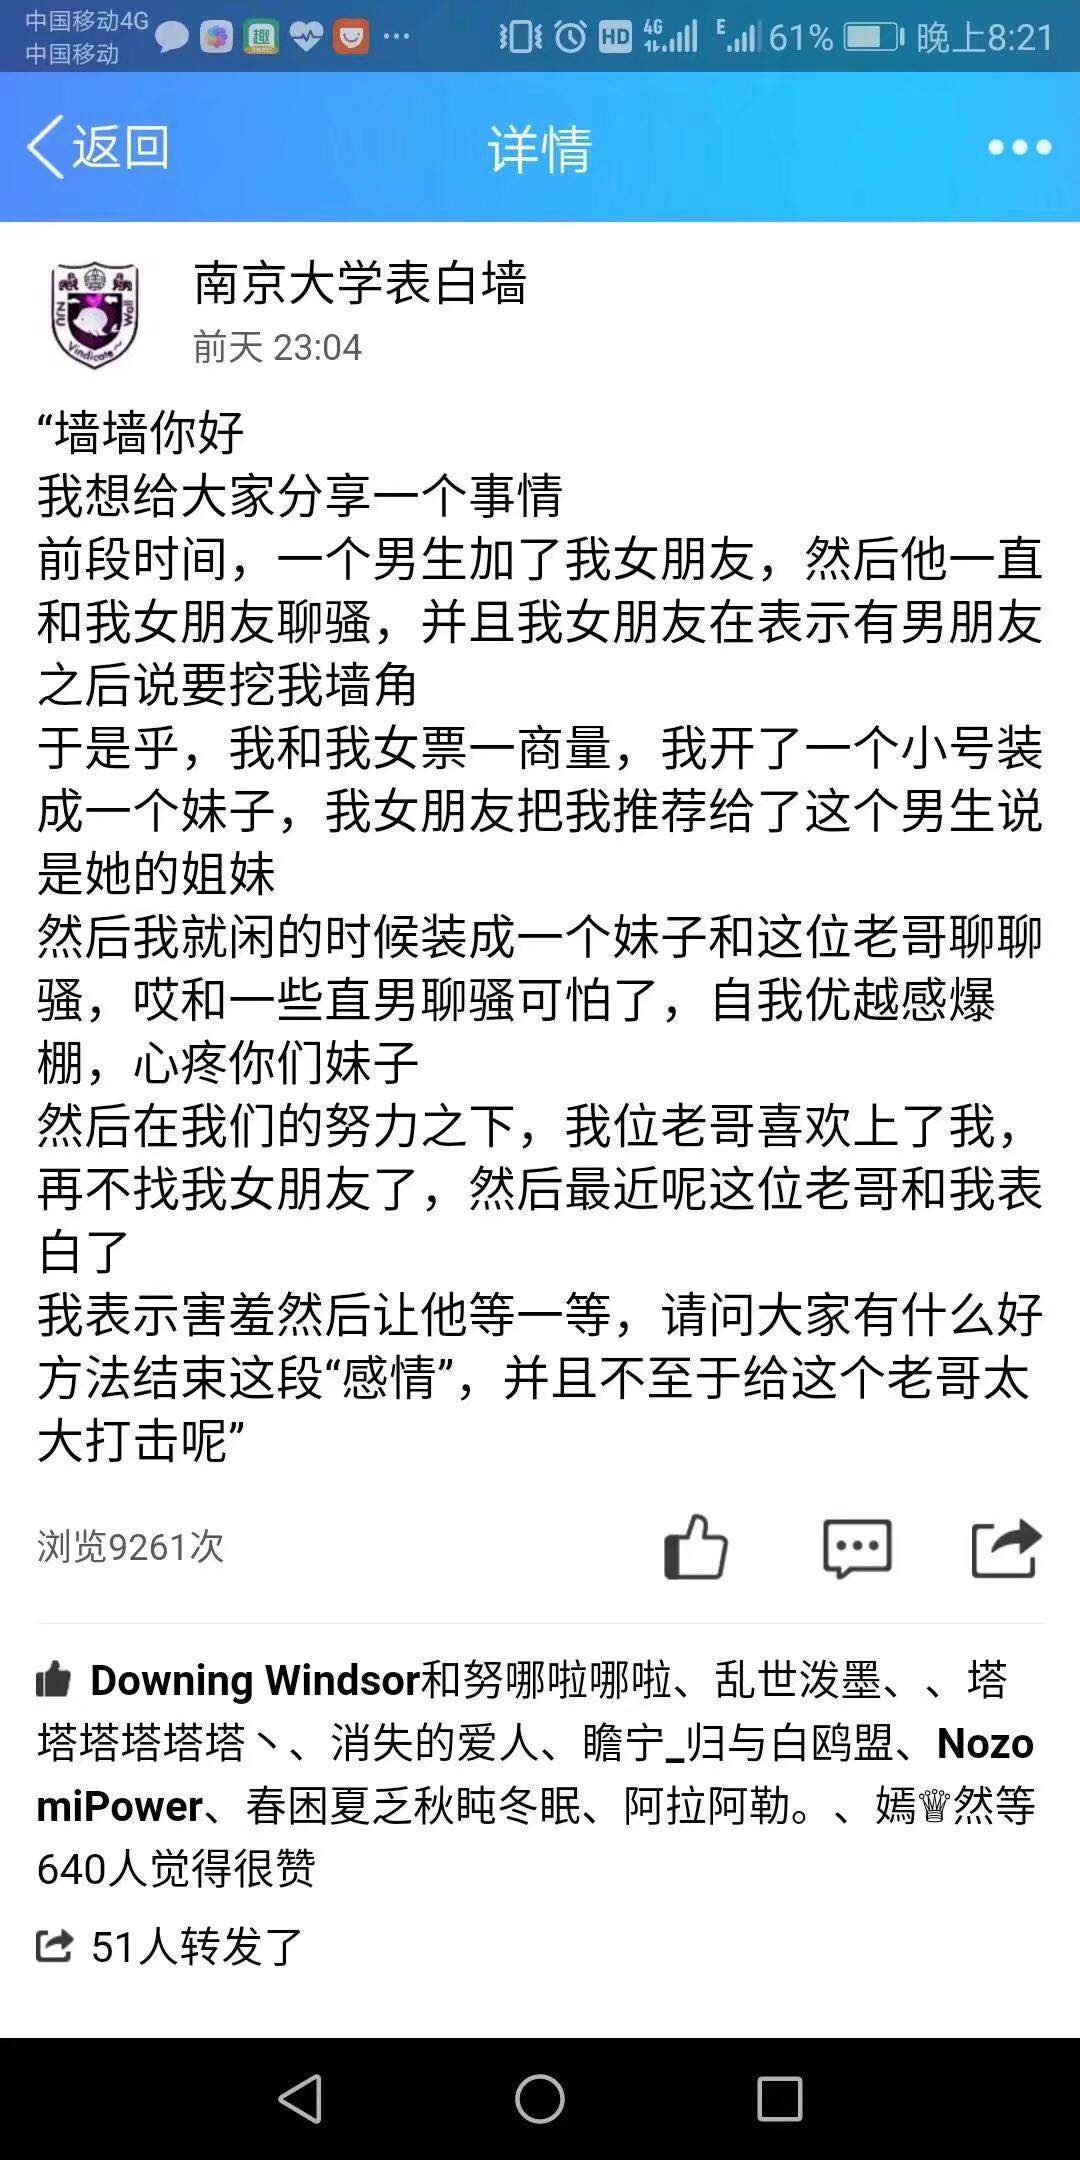 中国移动4G
中国移动
趣
HD
4G
E
61%
晚上8:21
返回
详情
NJU
Wall
Vindicate~
南京大学表白墙
前天 23:04
“墙墙你好
我想给大家分享一个事情
前段时间，一个男生加了我女朋友，然后他一直
和我女朋友聊骚，并且我女朋友在表示有男朋友
之后说要挖我墙角
于是乎，我和我女票一商量，我开了一个小号装
成一个妹子，我女朋友把我推荐给了这个男生说
是她的姐妹
然后我就闲的时候装成一个妹子和这位老哥聊聊
骚，哎和一些直男聊骚可怕了，自我优越感爆
棚，心疼你们妹子
然后在我们的努力之下，我位老哥喜欢上了我，
再不找我女朋友了，然后最近呢这位老哥和我表
白了
我表示害羞然后让他等一等，请问大家有什么好
方法结束这段“感情”，并且不至于给这个老哥太
大打击呢”
浏览9261次
Downing Windsor和努哪啦哪啦、乱世泼墨、、塔
塔塔塔塔塔丶、消失的爱人、瞻宁_归与白鸥盟、Nozo
miPower、春困夏乏秋盹冬眠、阿拉阿勒。、嫣♛然等
640人觉得很赞
51人转发了